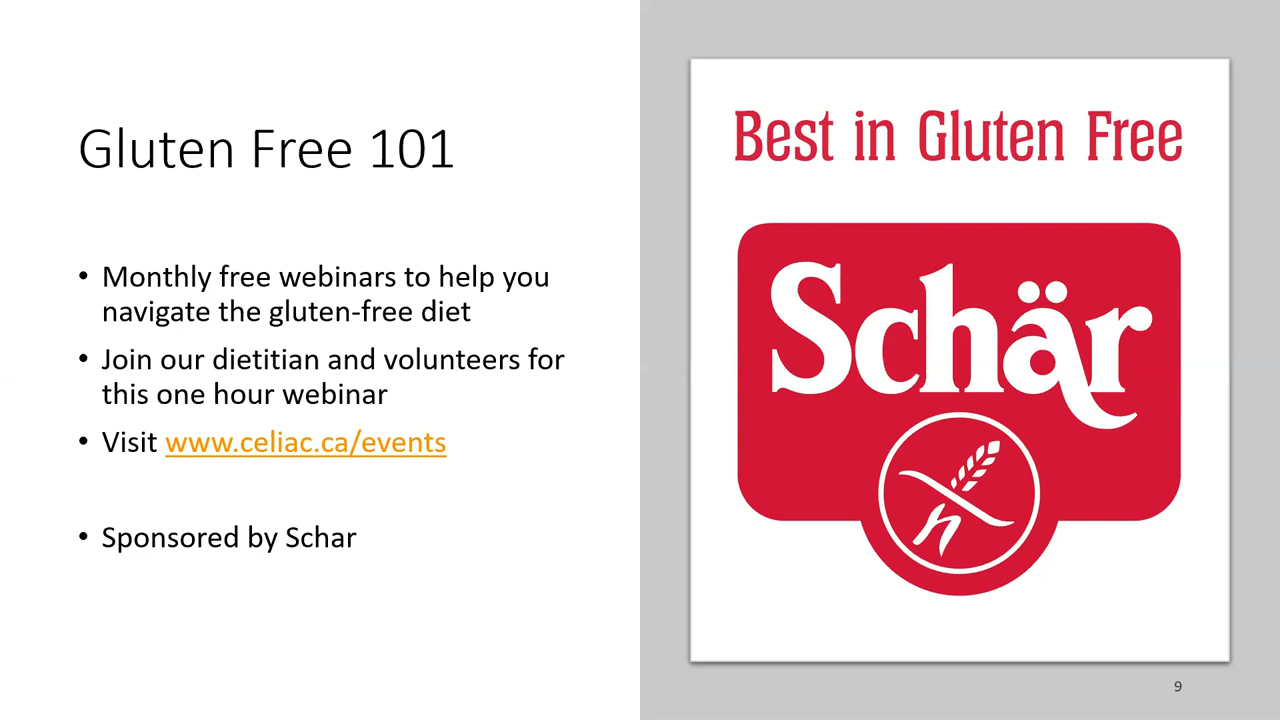 Gluten Free 101
• Monthly free webinars to help you
navigate the gluten-free diet
• Join our dietitian and volunteers for
this one hour webinar
• Visit www.celiac.ca/events
• Sponsored by Schar
Best in Gluten Free
Schär
9